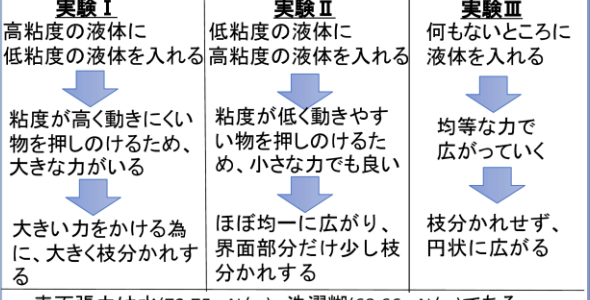 実験Ⅰ
高粘度の液体に
低粘度の液体を入れる
粘度が高く動きにくい
物を押しのけるため、
大きな力がいる
大きい力をかける為
に、大きく枝分かれす
る
実験Ⅱ
低粘度の液体に
高粘度の液体を入れる
粘度が低く動きやす
い物を押しのけるた
め、小さな力でも良い
ほぼ均一に広がり、
界面部分だけ少し枝
分かれする
実験Ⅲ
何もないところに
液体を入れる
均等な力で
広がっていく
枝分かれせず、
円状に広がる